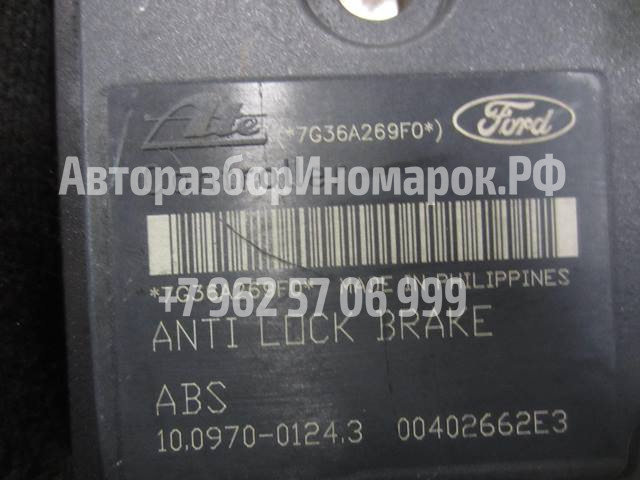 Ate (*7G36A269F0*) Ford
АвторазборИномарок.РФ
*7G36A269F0* MADE IN PHILIPPINES
+7 962 57 06 999
ANTI LOCK BRAKE
ABS
10.0970-0124.3 00402662E3